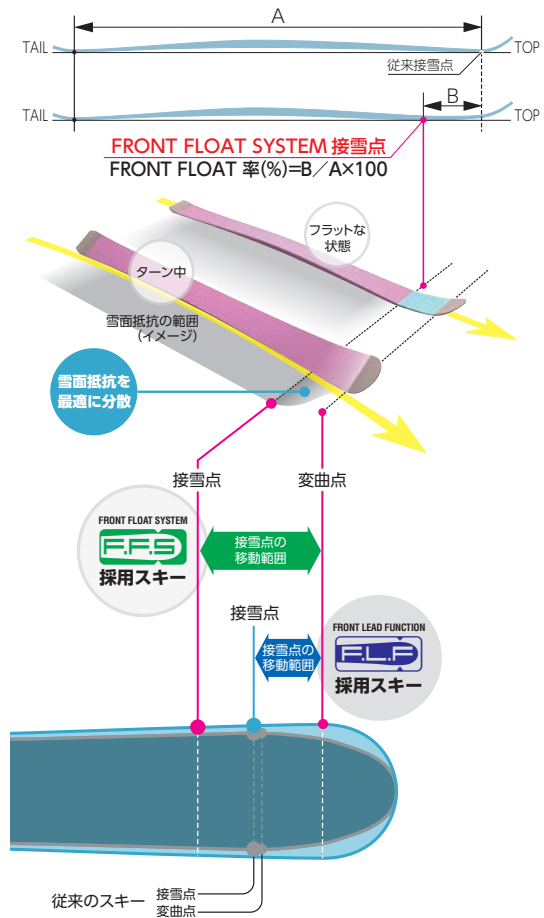 A
TAIL
TOP
従来接雪点
B
TAIL
TOP
FRONT FLOAT SYSTEM 接雪点
FRONT FLOAT 率(%)=B／A×100
フラットな
状態
ターン中
雪面抵抗の範囲
(イメージ)
雪面抵抗を
最適に分散
接雪点
変曲点
FRONT FLOAT SYSTEM
F.F.S
採用スキー
接雪点の
移動範囲
接雪点
FRONT LEAD FUNCTION
F.L.F
採用スキー
接雪点の
移動範囲
従来のスキー
接雪点
変曲点